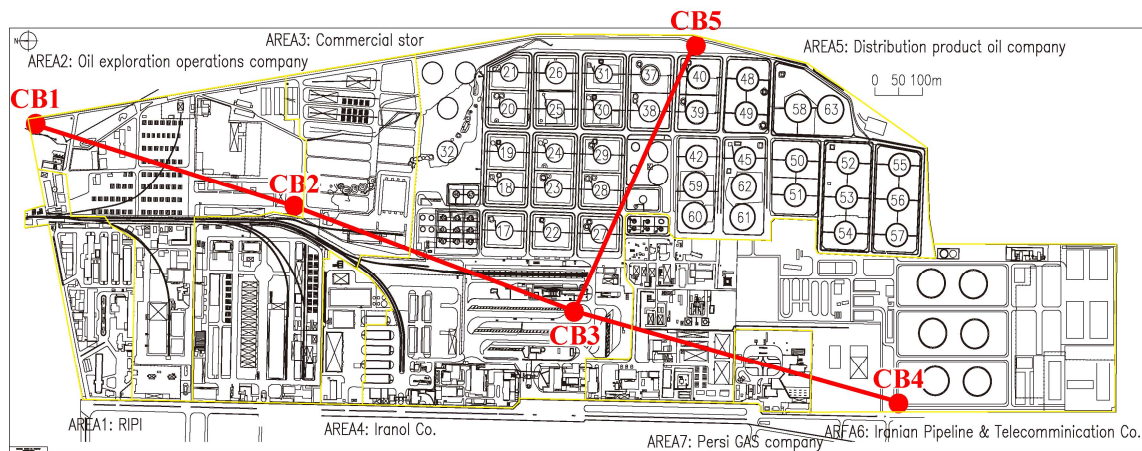 CB5
N
AREA3: Commercial stor
AREA5: Distribution product oil company
AREA2: Oil exploration operations company
0 50 100m
CB1
21 26 31 37 40 48
20 25 30 38 39 49 58 63
32 19 24 29 42 45 50 52 55
18 23 28 59 62 51 53 56
CB2
17 22 27 60 61 54 57
CB3
CB4
AREA1: RIPI
AREA4: Iranol Co.
AREA7: Persi GAS company
ARFA6: Iranian Pipeline & Telecomminication Co.